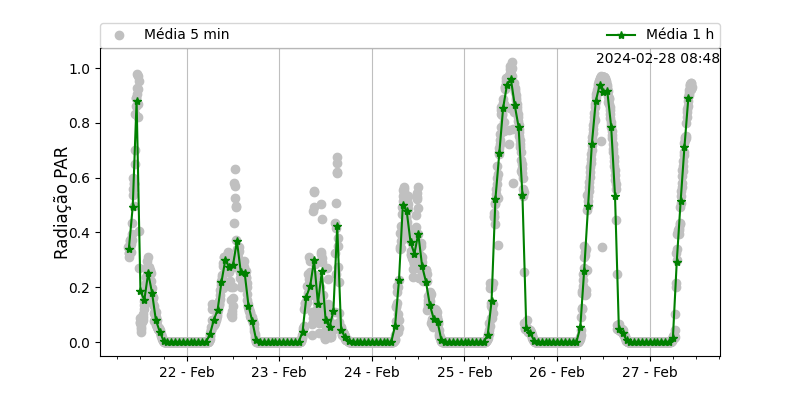 Média 5 min
Média 1 h
2024-02-28 08:48
Radiação PAR
1.0
0.8
0.6
0.4
0.2
0.0
22 - Feb
23 - Feb
24 - Feb
25 - Feb
26 - Feb
27 - Feb